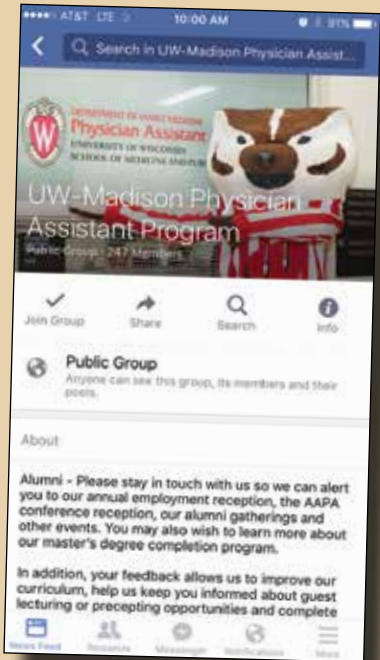 AT&T LTE 10:00 AM 91%
Search in UW-Madison Physician Assist...
DEPARTMENT OF FAMILY MEDICINE
Physician Assistant
UNIVERSITY OF WISCONSIN
SCHOOL OF MEDICINE AND PUB
UW-Madison Physician
Assistant Program
Public Group · 247 Members
Join Group Share Search Info
Public Group
Anyone can see this group, its members and their
posts.
About
Alumni - Please stay in touch with us so we can alert
you to our annual employment reception, the AAPA
conference reception, our alumni gatherings and
other events. You may also wish to learn more about
our master's degree completion program.
In addition, your feedback allows us to improve our
curriculum, help us keep you informed about guest
lecturing or precepting opportunities and complete
News Feed Requests Messenger Notifications More